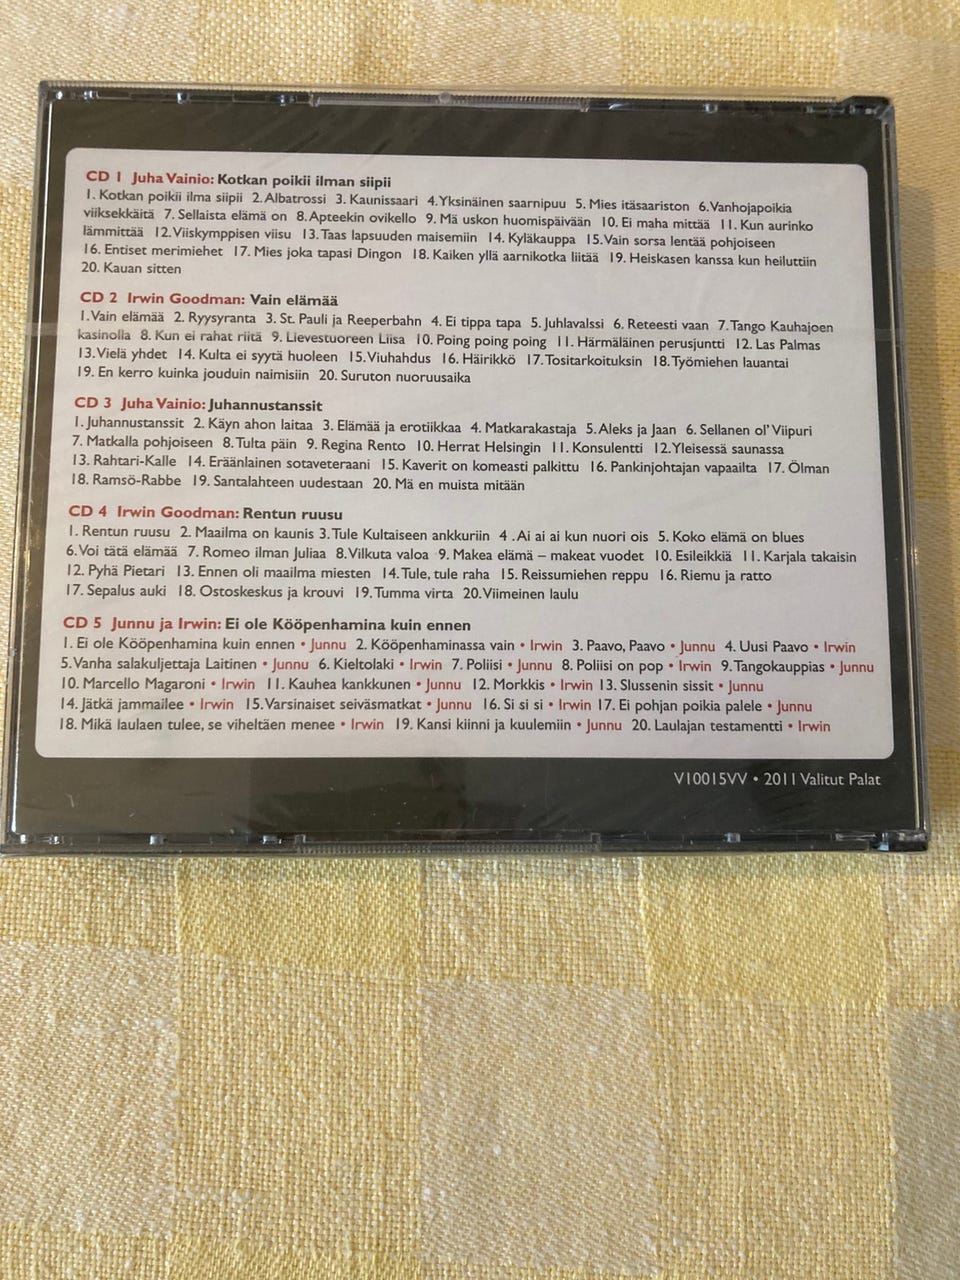 CD 1 Juha Vainio: Kotkan poikii ilman siipii
1. Kotkan poikii ilma siipii 2. Albatrossi 3. Kaunissaari 4. Yksinäinen saarnipuu 5. Mies itäsaariston 6. Vanhojapoikia
viiksekkäitä 7. Sellaista elämä on 8. Apteekin ovikello 9. Mä uskon huomispäivään 10. Ei maha mittää 11. Kun aurinko
lämmittää 12. Viiskymppisen viisu 13. Taas lapsuuden maisemiin 14. Kyläkauppa 15. Vain sorsa lentää pohjoiseen
16. Entiset merimiehet 17. Mies joka tapasi Dingon 18. Kaiken yllä aarnikotka liitää 19. Heiskasen kanssa kun heiluttiin
20. Kauan sitten
CD 2 Irwin Goodman: Vain elämää
1. Vain elämää 2. Ryysyranta 3. St. Pauli ja Reeperbahn 4. Ei tippa tapa 5. Juhlavalssi 6. Reteesti vaan 7. Tango Kauhajoen
kasinolla 8. Kun ei rahat riitä 9. Lievestuoreen Liisa 10. Poing poing poing 11. Härmäläinen perusjuntti 12. Las Palmas
13. Vielä yhdet 14. Kulta ei syytä huoleen 15. Viuhahdus 16. Häirikkö 17. Tositarkoituksin 18. Työmiehen lauantai
19. En kerro kuinka jouduin naimisiin 20. Suruton nuoruusaika
CD 3 Juha Vainio: Juhannustanssit
1. Juhannustanssit 2. Käyn ahon laitaa 3. Elämää ja erotiikkaa 4. Matkarakastaja 5. Aleks ja Jaan 6. Sellanen ol' Viipuri
7. Matkalla pohjoiseen 8. Tulta päin 9. Regina Rento 10. Herrat Helsingin 11. Konsulentti 12. Yleisessä saunassa
13. Rahtari-Kalle 14. Eräänlainen sotaveteraani 15. Kaverit on komeasti palkittu 16. Pankinjohtajan vapaailta 17. Ölman
18. Ramsö-Rabbe 19. Santalahteen uudestaan 20. Mä en muista mitään
CD 4 Irwin Goodman: Rentun ruusu
1. Rentun ruusu 2. Maailma on kaunis 3. Tule Kultaiseen ankkuriin 4 . Ai ai ai kun nuori ois 5. Koko elämä on blues
6. Voi tätä elämää 7. Romeo ilman Juliaa 8. Vilkuta valoa 9. Makea elämä – makeat vuodet 10. Esileikkiä 11. Karjala takaisin
12. Pyhä Pietari 13. Ennen oli maailma miesten 14. Tule, tule raha 15. Reissumiehen reppu 16. Riemu ja ratto
17. Sepalus auki 18. Ostoskeskus ja krouvi 19. Tumma virta 20. Viimeinen laulu
CD 5 Junnu ja Irwin: Ei ole Kööpenhamina kuin ennen
1. Ei ole Kööpenhamina kuin ennen • Junnu 2. Kööpenhaminassa vain • Irwin 3. Paavo, Paavo • Junnu 4. Uusi Paavo • Irwin
5. Vanha salakuljettaja Laitinen • Junnu 6. Kieltolaki • Irwin 7. Poliisi • Junnu 8. Poliisi on pop • Irwin 9. Tangokauppias • Junnu
10. Marcello Magaroni • Irwin 11. Kauhea kankkunen • Junnu 12. Morkkis • Irwin 13. Slussenin sissit • Junnu
14. Jätkä jammailee • Irwin 15. Varsinaiset seiväsmatkat • Junnu 16. Si si si • Irwin 17. Ei pohjan poikia palele • Junnu
18. Mikä laulaen tulee, se viheltäen menee • Irwin 19. Kansi kiinni ja kuulemiin • Junnu 20. Laulajan testamentti • Irwin
V10015VV • 2011 Valitut Palat